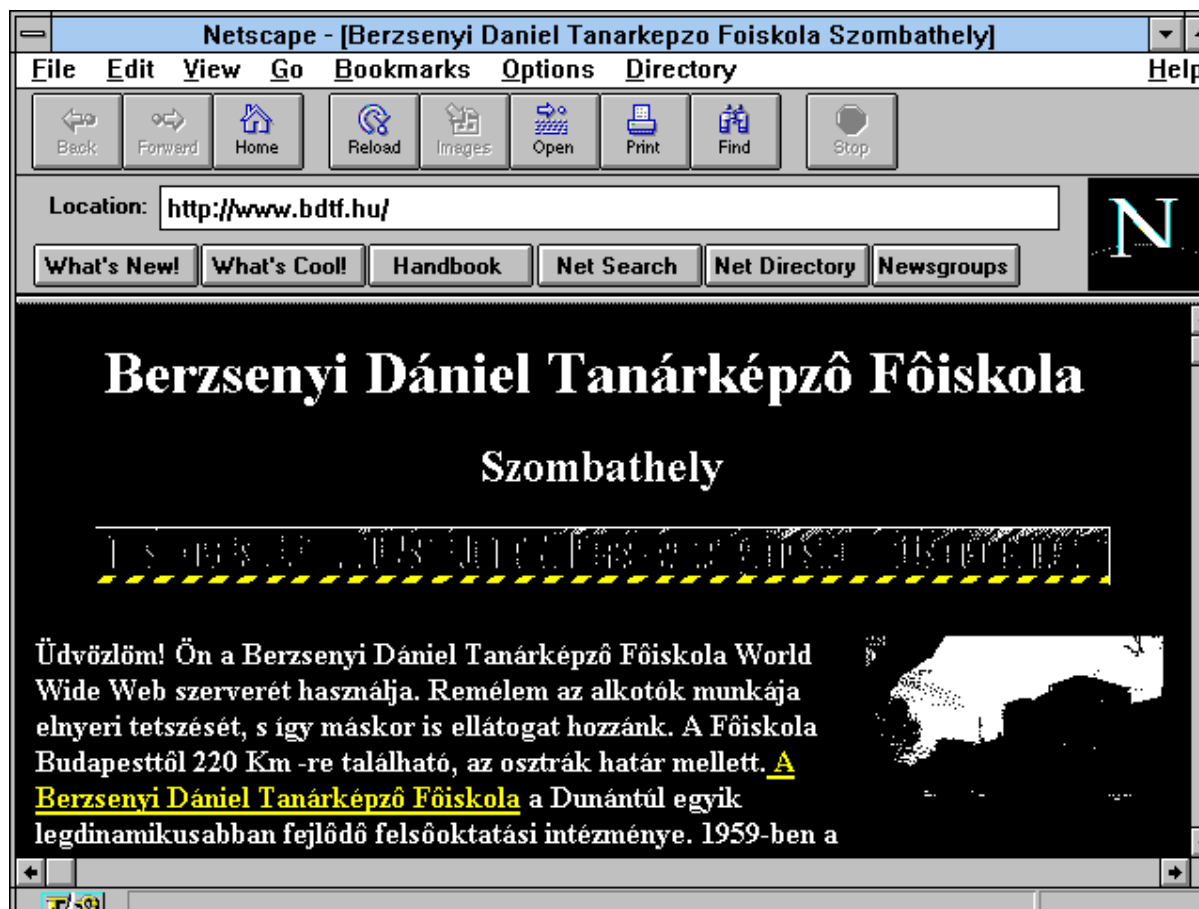 Netscape - [Berzsenyi Daniel Tanarkepzo Foiskola Szombathely]
File Edit View Go Bookmarks Options Directory Help
Back Forward Home Reload Images Open Print Find Stop
Location: http://www.bdtf.hu/
N
What's New! What's Cool! Handbook Net Search Net Directory Newsgroups
Berzsenyi Dániel Tanárképzô Fôiskola
Szombathely
Üdvözlöm! Ön a Berzsenyi Dániel Tanárképzô Fôiskola World
Wide Web szerverét használja. Remélem az alkotók munkája
elnyeri tetszését, s így máskor is ellátogat hozzánk. A Fôiskola
Budapesttôl 220 Km -re található, az osztrák határ mellett. A
Berzsenyi Dániel Tanárképzô Fôiskola a Dunántúl egyik
legdinamikusabban fejlôdô felsôoktatási intézménye. 1959-ben a